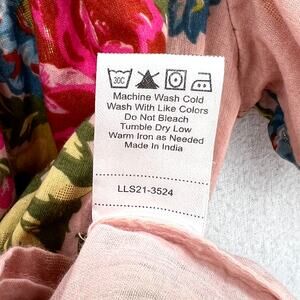 30C
Machine Wash Cold
Wash With Like Colors
Do Not Bleach
Tumble Dry Low
Warm Iron as Needed
Made In India
LLS21-3524